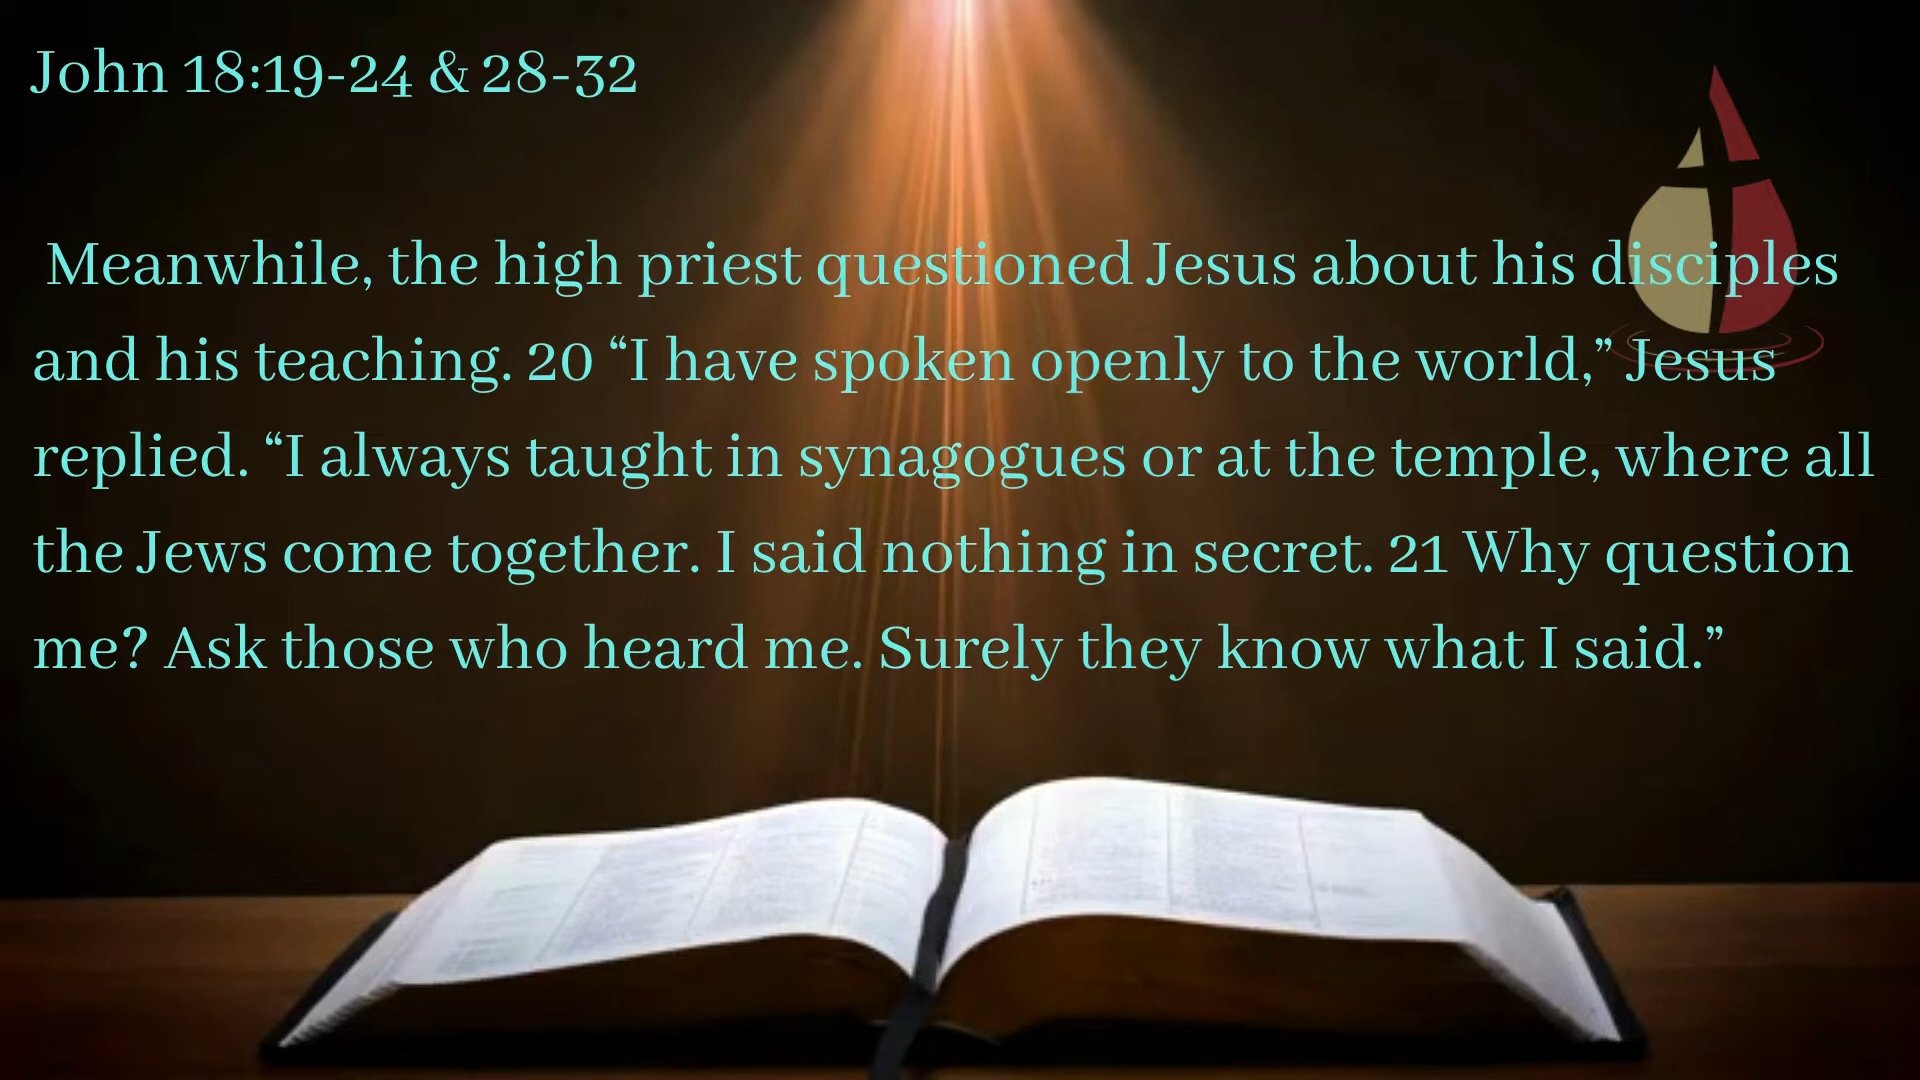 John 18:19-24 & 28-32
Meanwhile, the high priest questioned Jesus about his disciples
and his teaching. 20 “I have spoken openly to the world,” Jesus
replied. “I always taught in synagogues or at the temple, where all
the Jews come together. I said nothing in secret. 21 Why question
me? Ask those who heard me. Surely they know what I said.”